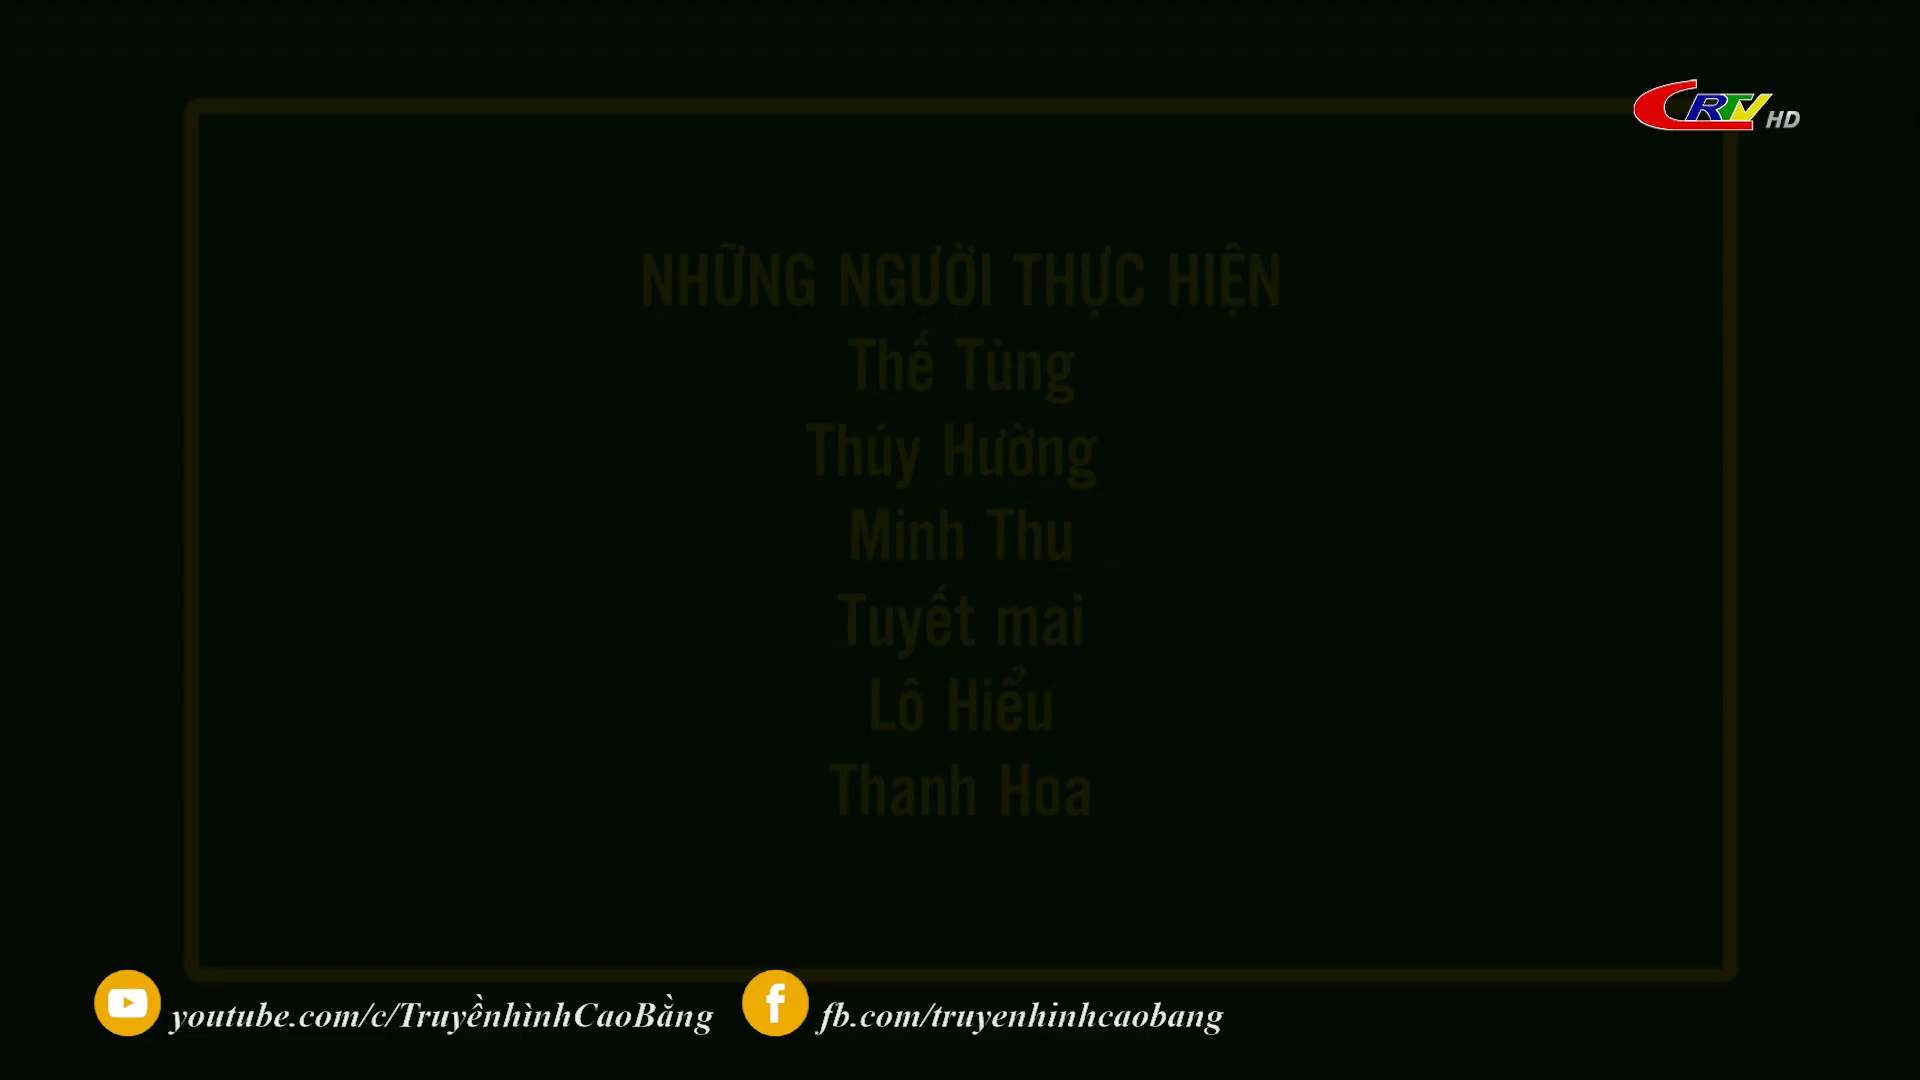 CRTV HD
NHỮNG NGƯỜI THỰC HIỆN
Thế Tùng
Thúy Hường
Minh Thu
Tuyết mai
Lô Hiểu
Thanh Hoa
youtube.com/c/TruyềnhìnhCaoBằng
fb.com/truyenhinhcaobang